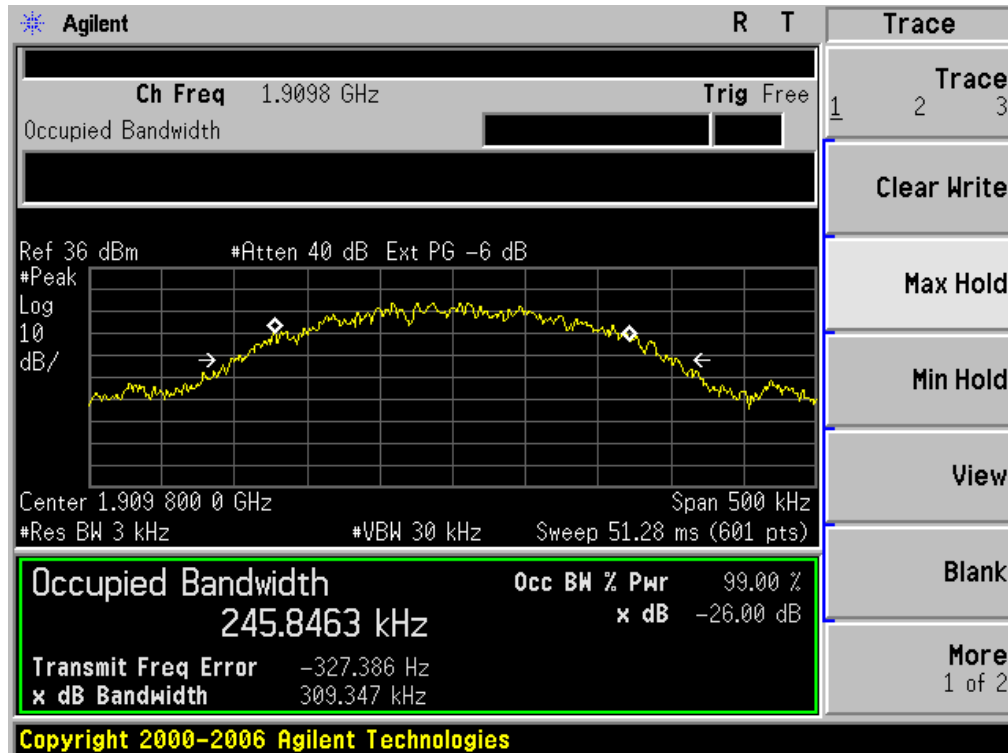 Agilent R T Trace
Ch Freq 1.9098 GHz Trig Free
Occupied Bandwidth
Trace
1 2 3
Clear Write
Ref 36 dBm #Atten 40 dB Ext PG -6 dB
#Peak
Log
10
dB/
Max Hold
Min Hold
View
Center 1.909 800 0 GHz Span 500 kHz
#Res BW 3 kHz #VBW 30 kHz Sweep 51.28 ms (601 pts)
Occupied Bandwidth Occ BW % Pwr 99.00 %
245.8463 kHz x dB -26.00 dB
Transmit Freq Error -327.386 Hz
x dB Bandwidth 309.347 kHz
Blank
More
1 of 2
Copyright 2000-2006 Agilent Technologies